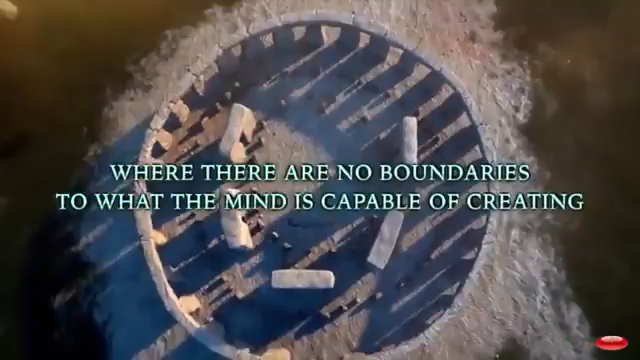 WHERE THERE ARE NO BOUNDARIES
TO WHAT THE MIND IS CAPABLE OF CREATING